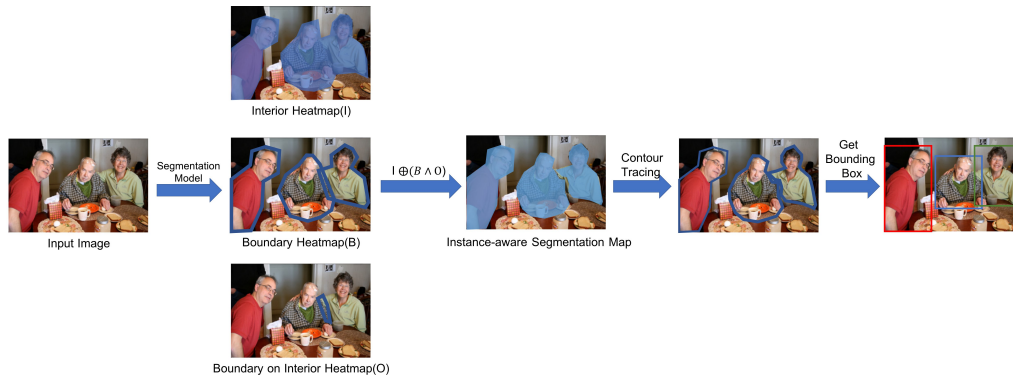 Interior Heatmap(I)
Input Image
Segmentation
Model
Boundary Heatmap(B)
I ⊕(B ∧ O)
Instance-aware Segmentation Map
Contour
Tracing
Get
Bounding
Box
Boundary on Interior Heatmap(O)